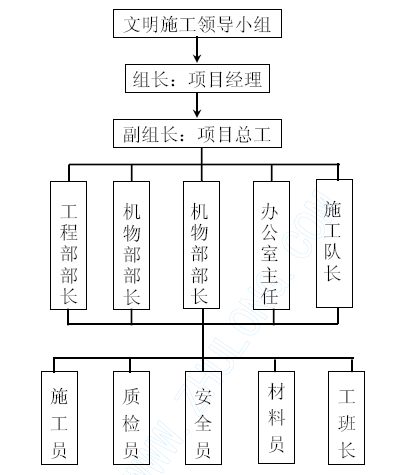 文明施工领导小组
组长：项目经理
副组长：项目总工
工程部部长
机物部部长
机物部部长
办公室主任
施工队长
施工员
质检员
安全员
材料员
工班长